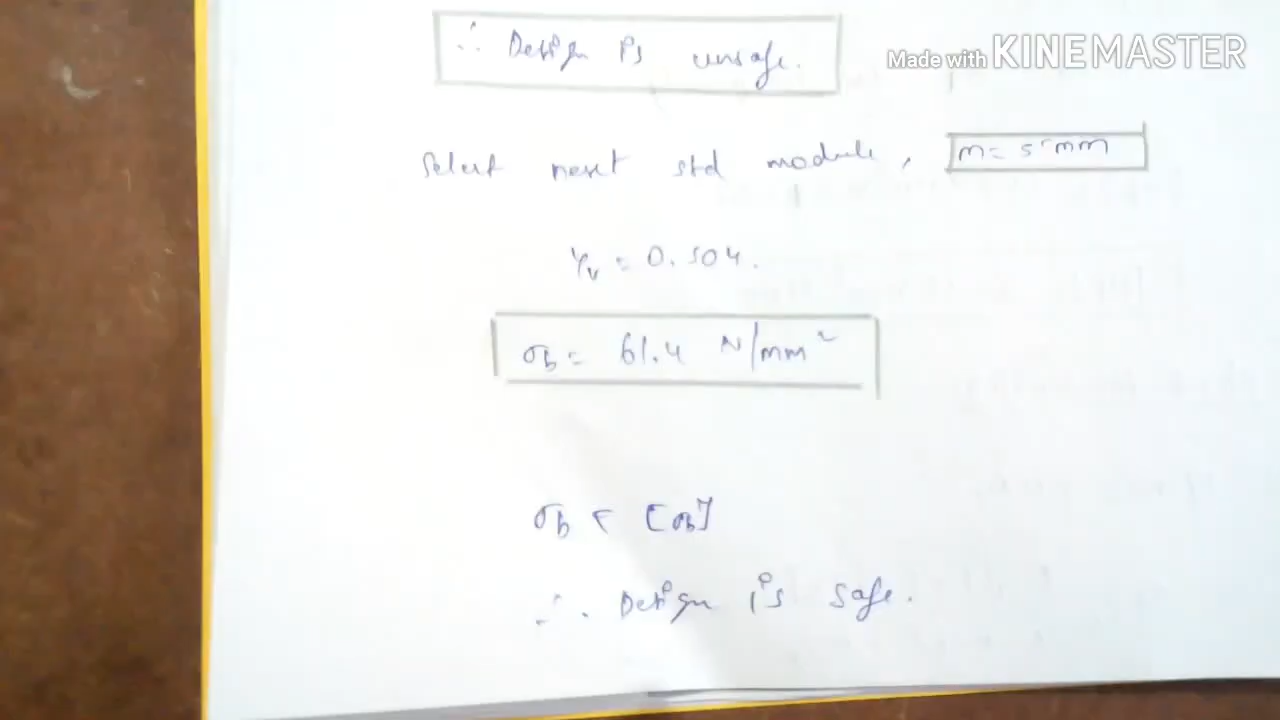 ∴ Design is unsafe.
Made with KINEMASTER
Select next std module, m = 5 mm
Yv = 0.504.
σb = 61.4 N/mm²
σb < [σb]
∴ Design is safe.